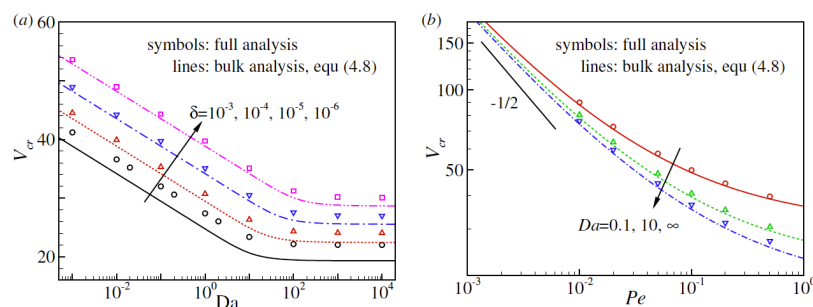 (a)
60
40
20
V_cr
symbols: full analysis
lines: bulk analysis, equ (4.8)
δ=10^-3, 10^-4, 10^-5, 10^-6
10^-2
10^0
10^2
10^4
Da
(b)
150
100
50
V_cr
symbols: full analysis
lines: bulk analysis, equ (4.8)
-1/2
Da=0.1, 10, ∞
10^-3
10^-2
10^-1
10^0
Pe